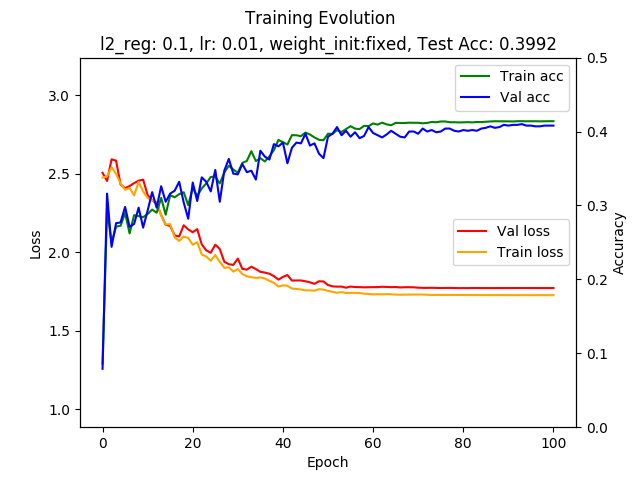 Training Evolution
l2_reg: 0.1, lr: 0.01, weight_init:fixed, Test Acc: 0.3992
Train acc
Val acc
Val loss
Train loss
Loss
3.0
2.5
2.0
1.5
1.0
Accuracy
0.5
0.4
0.3
0.2
0.1
0.0
0 20 40 60 80 100
Epoch